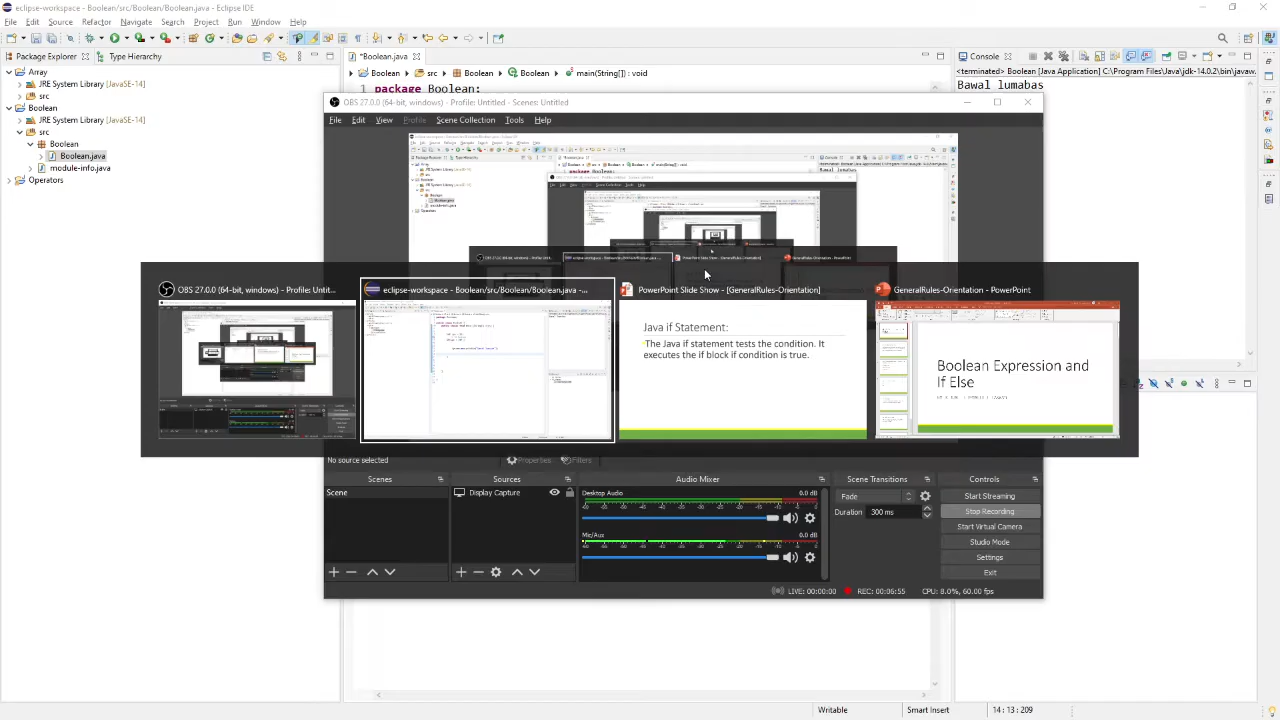 eclipse-workspace - Boolean/src/Boolean/Boolean.java - Eclipse IDE
File Edit Source Refactor Navigate Search Project Run Window Help
Package Explorer Type Hierarchy
Array
JRE System Library [JavaSE-14]
src
Boolean
JRE System Library [JavaSE-14]
src
Boolean
Boolean.java
module-info.java
*Boolean.java
Boolean src Boolean Boolean main(String[]) : void
1 package Boolean;
Console
<terminated> Boolean [Java Application] C:\Program Files\Java\jdk-14.0.2\bin\javaw.
Bawal lumabas
OBS 27.0.0 (64-bit, windows) - Profile: Untitled - Scenes: Untitled
File Edit View Profile Scene Collection Tools Help
OBS 27.0.0 (64-bit, windows) - Profile: Untit...
eclipse-workspace - Boolean/src/Boolean/Boolean.java -...
PowerPoint Slide Show - [GeneralRules-Orientation]
Java if Statement:
The Java if statement tests the condition. It
executes the if block if condition is true.
GeneralRules-Orientation - PowerPoint
Boolean Expression and
If Else
No source selected Properties Filters
Scenes
Scene
Sources
Display Capture
Audio Mixer
Desktop Audio 0.0 dB
Mic/Aux 0.0 dB
Scene Transitions
Fade
Duration 300 ms
Controls
Start Streaming
Stop Recording
Start Virtual Camera
Studio Mode
Settings
Exit
LIVE: 00:00:00 REC: 00:06:55 CPU: 8.0%, 60.00 fps
Writable Smart Insert 14 : 13 : 209